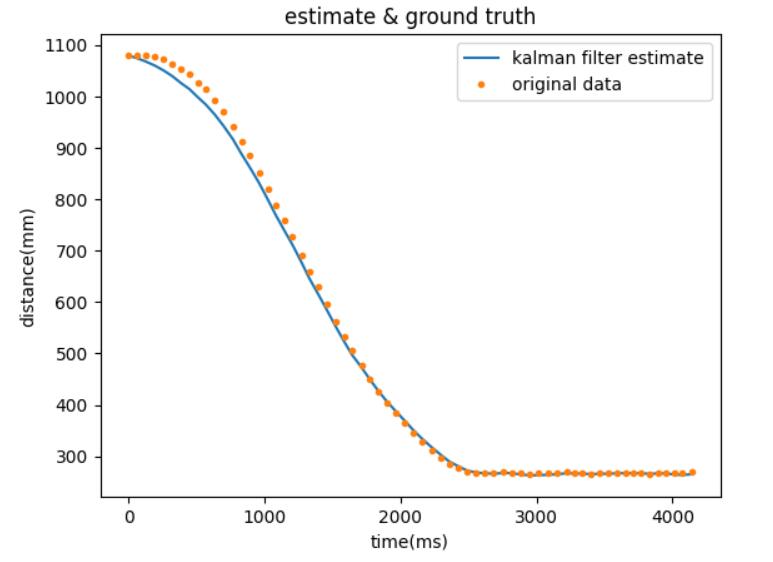 estimate & ground truth
1100
1000
900
800
700
600
500
400
300
distance(mm)
kalman filter estimate
original data
0 1000 2000 3000 4000
time(ms)